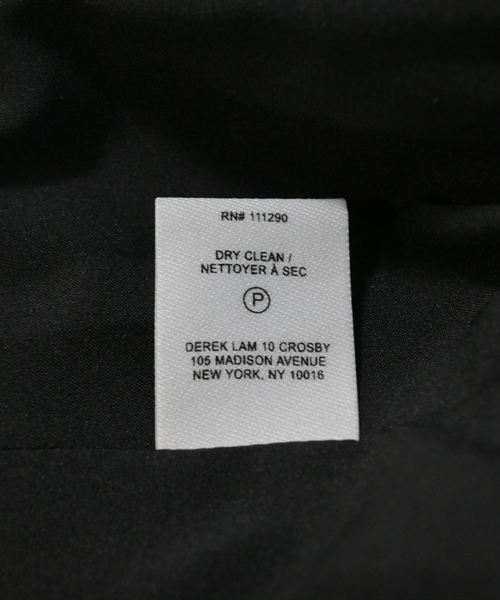 RN# 111290
DRY CLEAN /
NETTOYER À SEC
P
DEREK LAM 10 CROSBY
105 MADISON AVENUE
NEW YORK, NY 10016